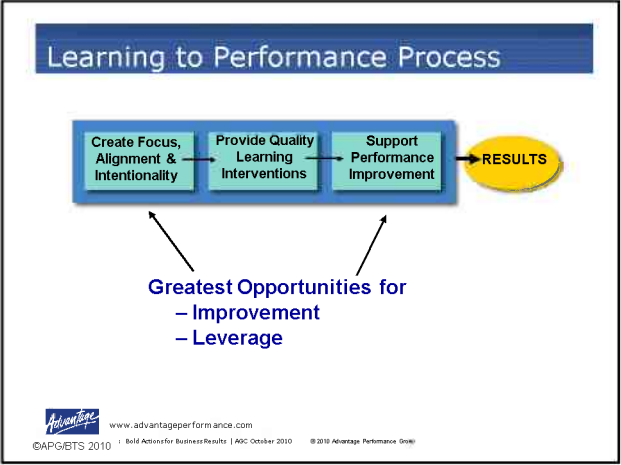 Learning to Performance Process
Create Focus,
Alignment &
Intentionality
Provide Quality
Learning
Interventions
Support
Performance
Improvement
RESULTS
Greatest Opportunities for
– Improvement
– Leverage
Advantage
www.advantageperformance.com
©APG/BTS 2010
: Bold Actions for Business Results | AGC October 2010
© 2010 Advantage Performance Group